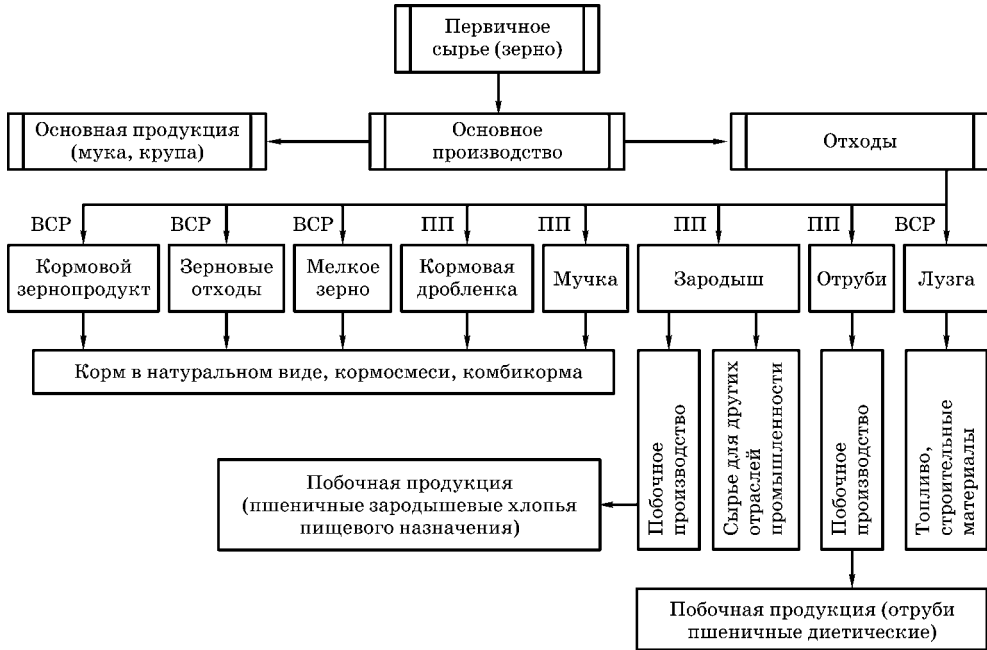 Первичное
сырье (зерно)
Основная продукция
(мука, крупа)
Основное
производство
Отходы
ВСР
ВСР
ВСР
ПП
ПП
ПП
ПП
ВСР
Кормовой
зернопродукт
Зерновые
отходы
Мелкое
зерно
Кормовая
дробленка
Мучка
Зародыш
Отруби
Лузга
Корм в натуральном виде, кормосмеси, комбикорма
Побочное
производство
Сырье для других
отраслей
промышленности
Побочное
производство
Топливо,
строительные
материалы
Побочная продукция
(пшеничные зародышевые хлопья
пищевого назначения)
Побочная продукция (отруби
пшеничные диетические)